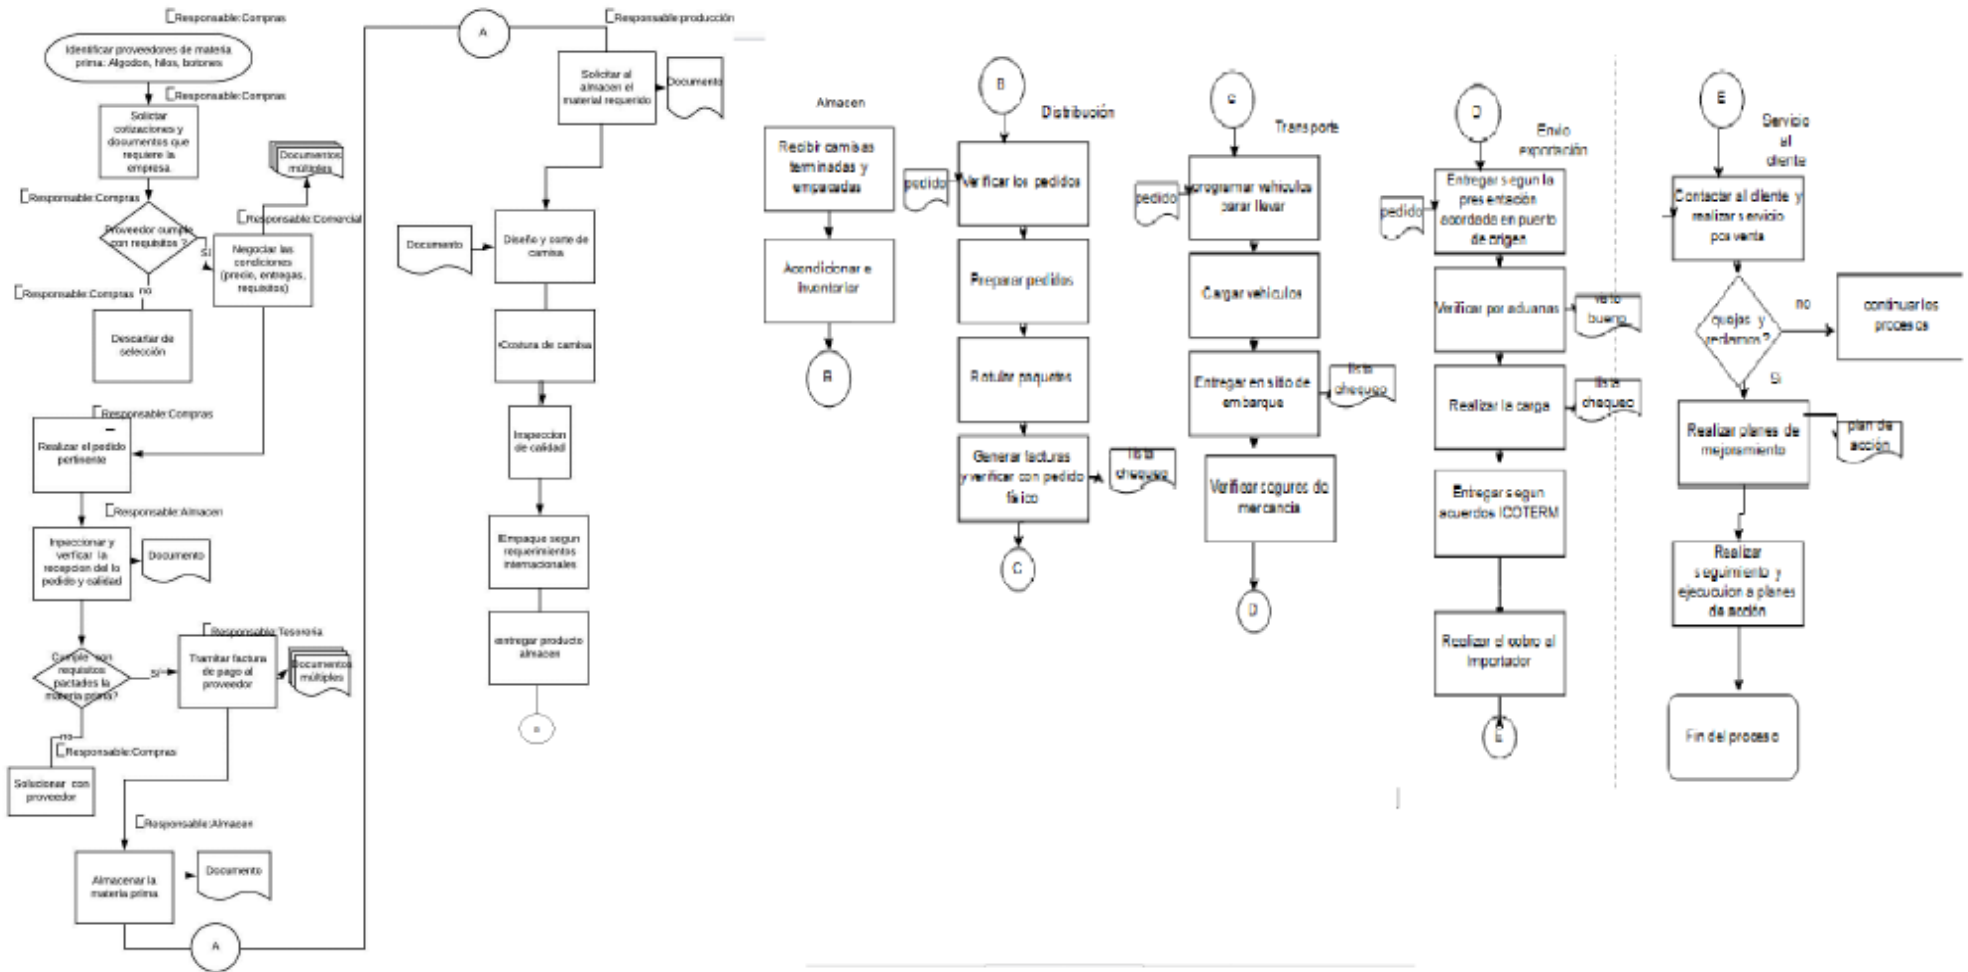 Responsable:Compras
Identificar proveedores de materia
prima: Algodon, hilos, botones
Responsable:Compras
Solictar
cotizaciones y
documentos que
requiere la
empresa.
Documentos
múltiples
Responsable:Compras
Proveedor cumple
con requisitos ?
SI
no
Responsable:Comercial
Negociar las
condiciones
(precio, entregas,
requisitos)
Responsable:Compras
Descartar de
selección
Responsable:Compras
Realizar el pedido
pertinente
Responsable:Almacen
Inpeccionar y
verficar la
recepcion del lo
pedido y calidad
Documento
Cumple con
requisitos
pactados la
materia prima?
SI
no
Responsable:Tesoreria
Tramitar factura
de pago al
proveedor
Documentos
múltiples
Responsable:Compras
Solucionar con
proveedor
Responsable:Almacen
Almacenar la
materia prima
Documento
A
A
Responsable:producción
Solicitar al
almacen el
material requerido
Documento
Documento
Diseño y corte de
camisa
Costura de camisa
Inspeccion
de calidad
Empaque segun
requerimientos
internacionales
entregar producto
almacen
Almacen
Recibir camisas
terminadas y
empacadas
Acondicionar e
inventariar
B
B
Distribución
pedido
Verificar los pedidos
Preparar pedidos
Rotular paquetes
Generar facturas
y verificar con pedido
físico
lista
chequeo
C
c
Transporte
pedido
programar vehiculos
parar llevar
Cargar vehículos
Entregar en sitio de
embarque
lista
chequeo
Verificar seguros de
mercancia
D
D
Envio
exportación
pedido
Entregar segun la
presentación
acordada en puerto
de origen
Verificar por aduanas
visto
bueno
Realizar la carga
lista
chequeo
Entregar segun
acuerdos ICOTERM
Realizar el cobro al
Importador
E
E
Servicio
al
cliente
Contactar al cliente y
realizar servicio
pos venta
quejas y
reclamos?
no
continuar los
procesos
Si
Realizar planes de
mejoramiento
plan de
acción
Realizar
seguimiento y
ejecucuion a planes
de acción
Fin del proceso